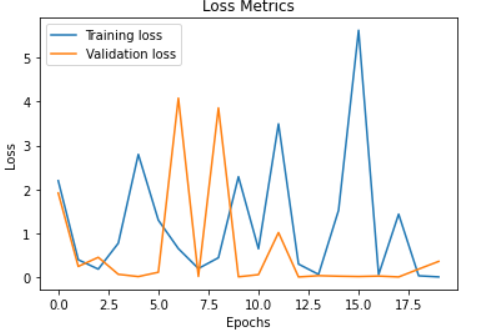 Loss Metrics
Training loss
Validation loss
5
4
3
2
1
0
Loss
0.0 2.5 5.0 7.5 10.0 12.5 15.0 17.5
Epochs